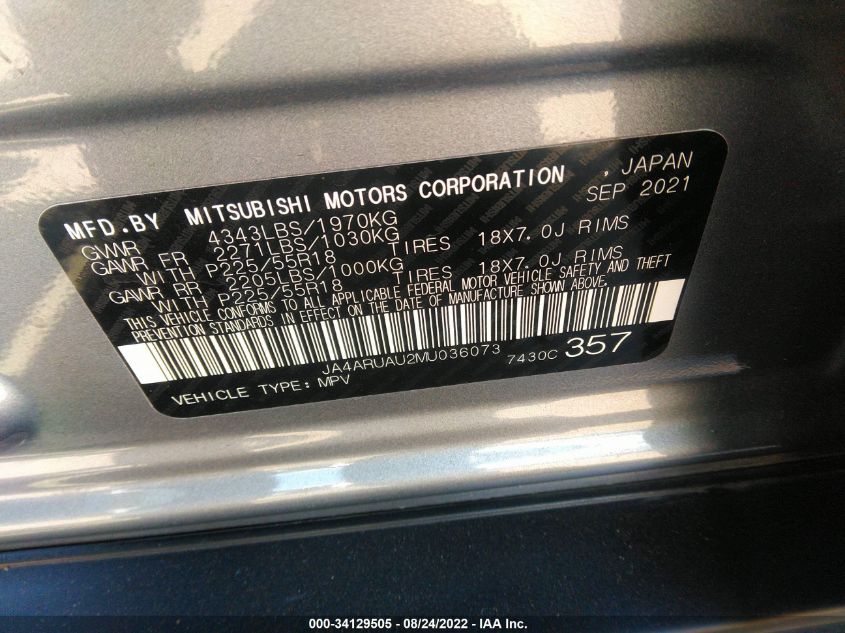 MFD.BY MITSUBISHI MOTORS CORPORATION , JAPAN
SEP 2021
GVWR 4343LBS/1970KG
GAWR FR 2271LBS/1030KG
WITH P225/55R18 TIRES 18X7.0J RIMS
GAWR RR 2205LBS/1000KG
WITH P225/55R18 TIRES 18X7.0J RIMS
THIS VEHICLE CONFORMS TO ALL APPLICABLE FEDERAL MOTOR VEHICLE SAFETY AND THEFT
PREVENTION STANDARDS IN EFFECT ON THE DATE OF MANUFACTURE SHOWN ABOVE.
JA4ARUAU2MU036073 7430C 357
VEHICLE TYPE: MPV
000-34129505 - 08/24/2022 - IAA Inc.